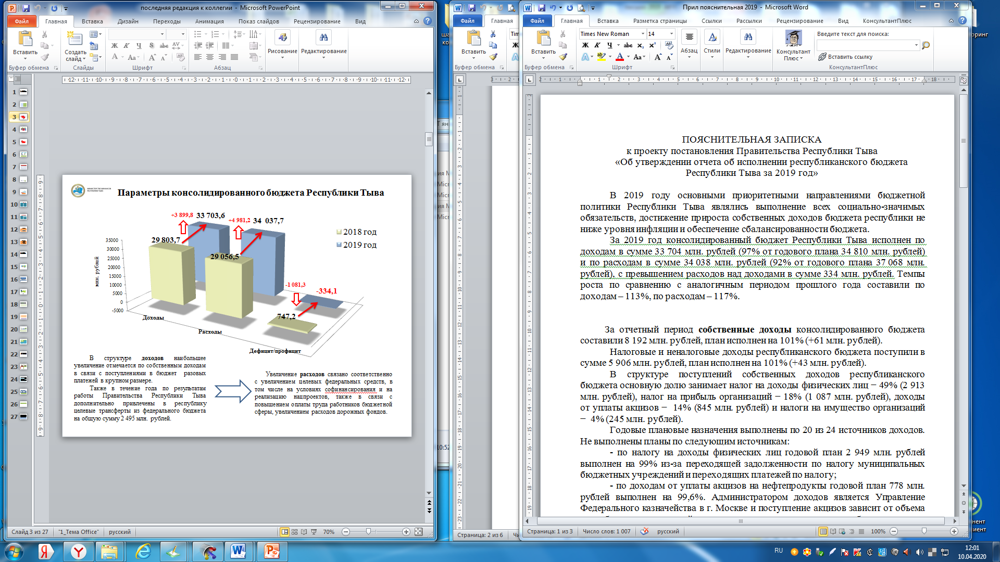 последняя редакция к коллегии - Microsoft PowerPoint
Файл Главная Вставка Дизайн Переходы Анимация Показ слайдов Рецензирование Вид
Вставить
Создать слайд
Рисование
Редактирование
Буфер обмена Слайды Шрифт Абзац
1
2
3
4
5
6
7
8
9
10
11
12
13
14
15
16
17
18
19
20
21
22
23
24
25
26
27
МИНИСТЕРСТВО ФИНАНСОВ
РЕСПУБЛИКИ ТЫВА
Параметры консолидированного бюджета Республики Тыва
+3 899,8 33 703,6 +4 981,2 34 037,7
29 803,7
29 056,5
2018 год
2019 год
млн. рублей
35000
30000
25000
20000
15000
10000
5000
0
-5000
-1 081,3
-334,1
747,2
Доходы
Расходы
Дефицит/профицит
В структуре доходов наибольшее
увеличение отмечается по собственным доходам
в связи с поступлениями в бюджет разовых
платежей в крупном размере.
Также в течение года по результатам
работы Правительства Республики Тыва
дополнительно привлечены в республику
целевые трансферты из федерального бюджета
на общую сумму 2 495 млн. рублей.
Увеличение расходов связано соответственно
с увеличением целевых федеральных средств, в
том числе на условиях софинансирования и на
реализацию нацпроектов, также в связи с
повышением оплаты труда работников бюджетной
сферы, увеличением расходов дорожных фондов.
Слайд 3 из 27 "1_Тема Office" русский 70%
Файл Главная
Вставить
Буфер обмена
Страница: 2 из 6
10:52
Прил пояснительная 2019 - Microsoft Word
Файл Главная Вставка Разметка страницы Ссылки Рассылки Рецензирование Вид КонсультантПлюс
Вставить
Times New Roman 14
Абзац
Стили
Редактирование
Консультант Плюс
Введите текст для поиска:
Вставить ссылку
Буфер обмена Шрифт КонсультантПлюс
ПОЯСНИТЕЛЬНАЯ ЗАПИСКА
к проекту постановления Правительства Республики Тыва
«Об утверждении отчета об исполнении республиканского бюджета
Республики Тыва за 2019 год»
В 2019 году основными приоритетными направлениями бюджетной
политики Республики Тыва являлись выполнение всех социально-значимых
обязательств, достижение прироста собственных доходов бюджета республики не
ниже уровня инфляции и обеспечение сбалансированности бюджета.
За 2019 год консолидированный бюджет Республики Тыва исполнен по
доходам в сумме 33 704 млн. рублей (97% от годового плана 34 810 млн. рублей)
и по расходам в сумме 34 038 млн. рублей (92% от годового плана 37 068 млн.
рублей), с превышением расходов над доходами в сумме 334 млн. рублей. Темпы
роста по сравнению с аналогичным периодом прошлого года составили по
доходам – 113%, по расходам – 117%.
За отчетный период собственные доходы консолидированного бюджета
составили 8 192 млн. рублей, план исполнен на 101% (+61 млн. рублей).
Налоговые и неналоговые доходы республиканского бюджета поступили в
сумме 5 906 млн. рублей, план исполнен на 101% (+43 млн. рублей).
В структуре поступлений собственных доходов республиканского
бюджета основную долю занимает налог на доходы физических лиц − 49% (2 913
млн. рублей), налог на прибыль организаций − 18% (1 087 млн. рублей), доходы
от уплаты акцизов − 14% (845 млн. рублей) и налоги на имущество организаций
− 4% (245 млн. рублей).
Годовые плановые назначения выполнены по 20 из 24 источников доходов.
Не выполнены планы по следующим источникам:
- по налогу на доходы физических лиц годовой план 2 949 млн. рублей
выполнен на 99% из-за переходящей задолженности по налогу муниципальных
бюджетных учреждений и переходящих платежей по налогу;
- по доходам от уплаты акцизов на нефтепродукты годовой план 778 млн.
рублей выполнен на 99,6%. Администратором доходов является Управление
Федерального казначейства в г. Москве и поступление акцизов зависит от объема
Страница: 1 из 3 Число слов: 1 007 русский 100%
RU
12:01
10.04.2020